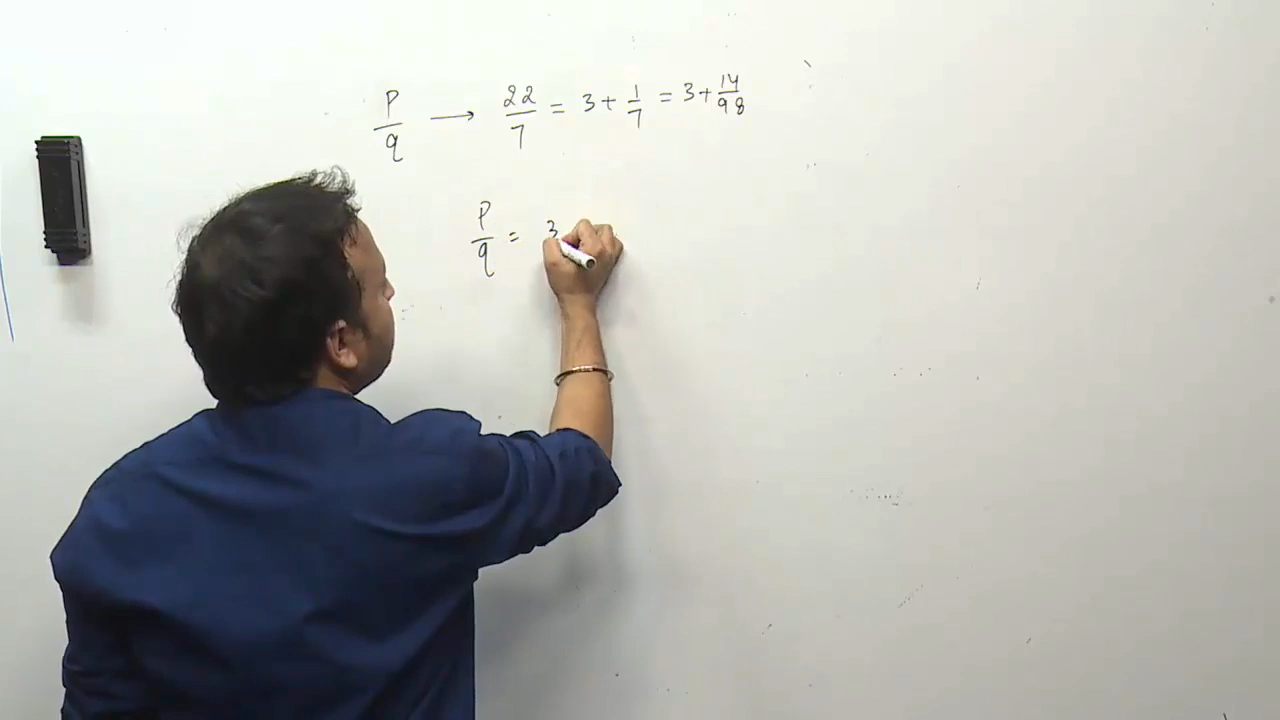 P/q → 22/7 = 3 + 1/7 = 3 + 14/98
P/q = 3